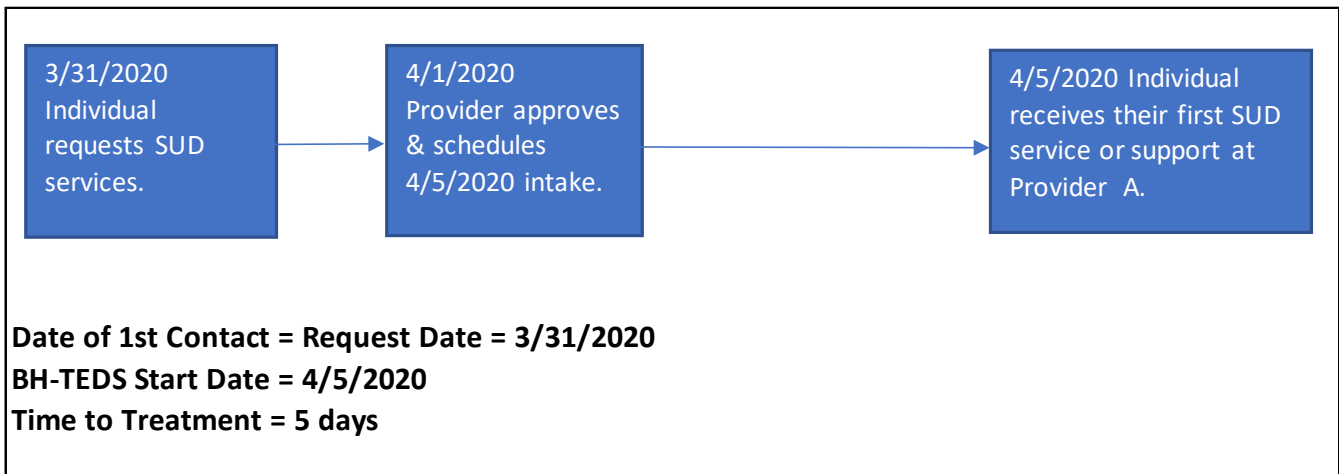 3/31/2020
Individual
requests SUD
services.
4/1/2020
Provider approves
& schedules
4/5/2020 intake.
4/5/2020 Individual
receives their first SUD
service or support at
Provider A.
Date of 1st Contact = Request Date = 3/31/2020
BH-TEDS Start Date = 4/5/2020
Time to Treatment = 5 days